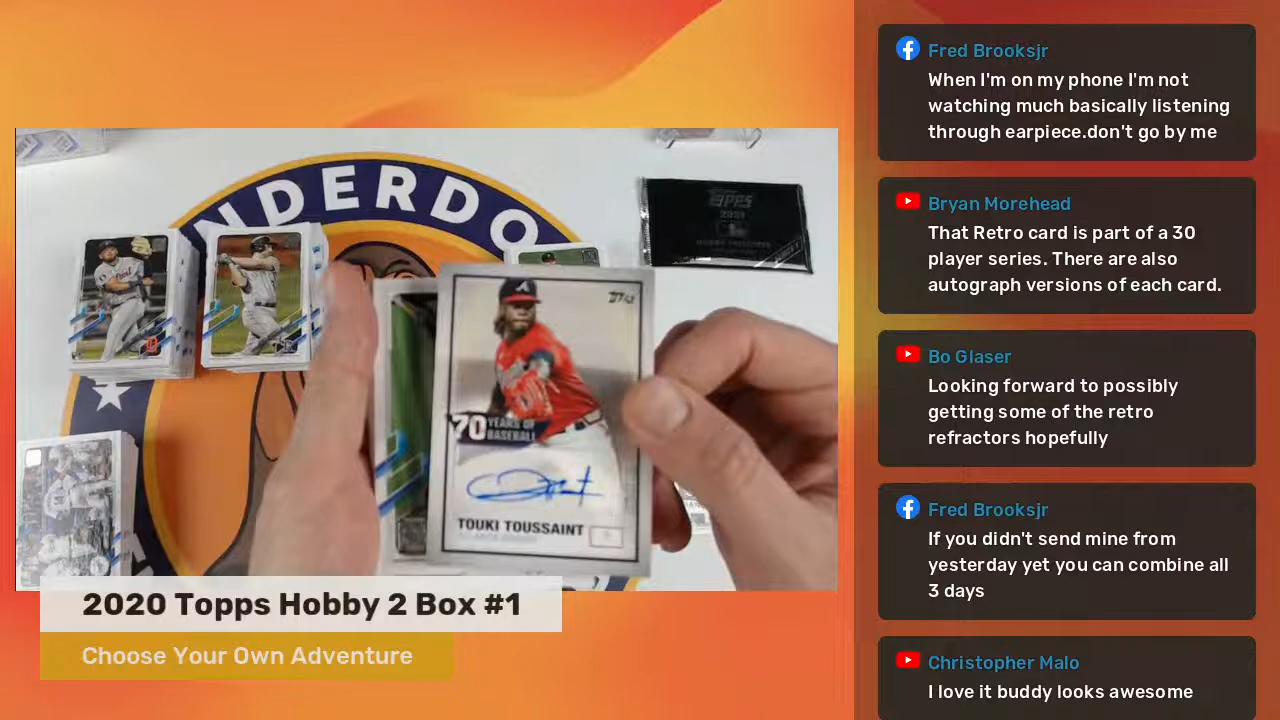 NDERDO
TOPPS
2021
70 YEARS OF
BASEBALL
TOUKI TOUSSAINT
2020 Topps Hobby 2 Box #1
Choose Your Own Adventure
Fred Brooksjr
When I'm on my phone I'm not
watching much basically listening
through earpiece.don't go by me
Bryan Morehead
That Retro card is part of a 30
player series. There are also
autograph versions of each card.
Bo Glaser
Looking forward to possibly
getting some of the retro
refractors hopefully
Fred Brooksjr
If you didn't send mine from
yesterday yet you can combine all
3 days
Christopher Malo
I love it buddy looks awesome